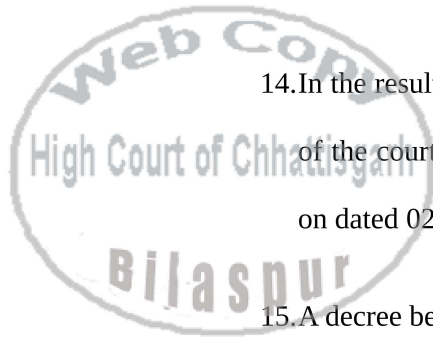 Web Copy
14.In the resul
High Court of Chhattisgarh
of the court
on dated 02
Bilaspur
15.A decree be